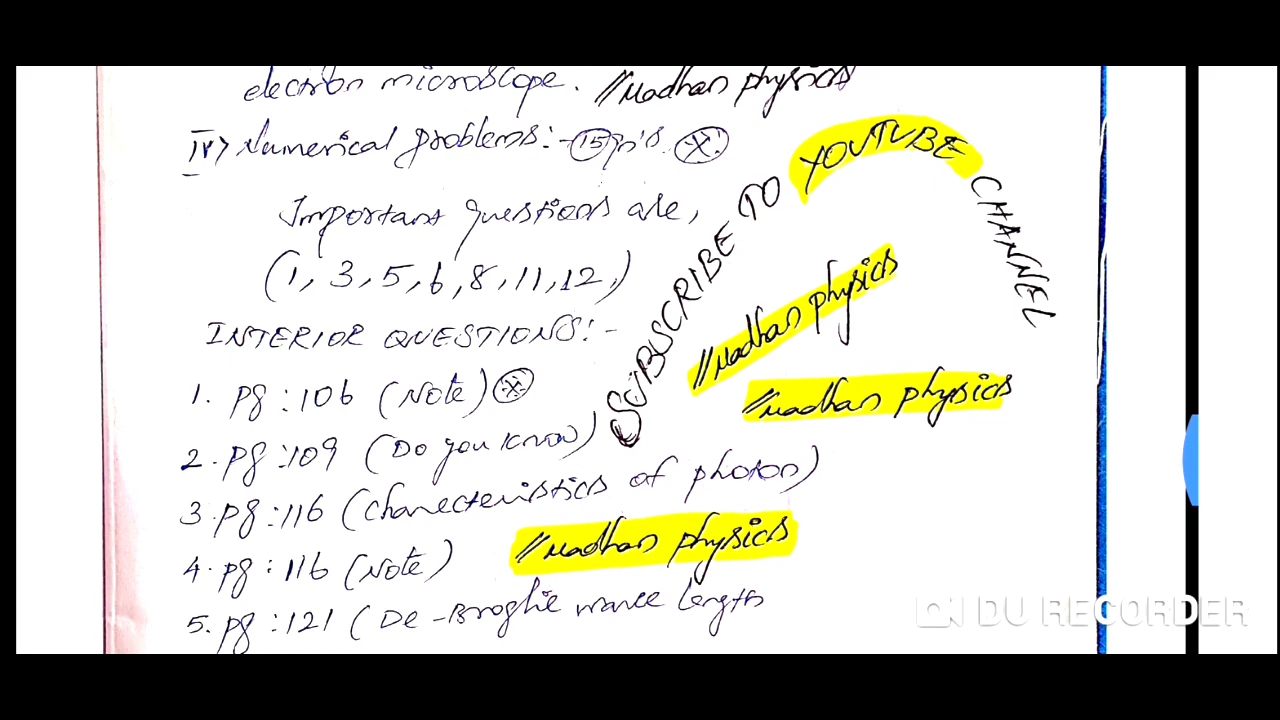 electron microscope. //Madhan physics
IV) Numerical problems:- 15 pis. X.
Important questions are,
(1, 3, 5, 6, 8, 11, 12,)
INTERIOR QUESTIONS:-
1. pg:106 (Note) X.
2. pg:109 (Do you know)
3. pg:116 (charecteristics of photon)
4. pg:116 (Note)
5. pg:121 (De-Broglie wave length
SUBSCRIBE TO YOUTUBE CHANNEL
//Madhan physics
//Madhan physics
//Madhan physics
DU RECORDER